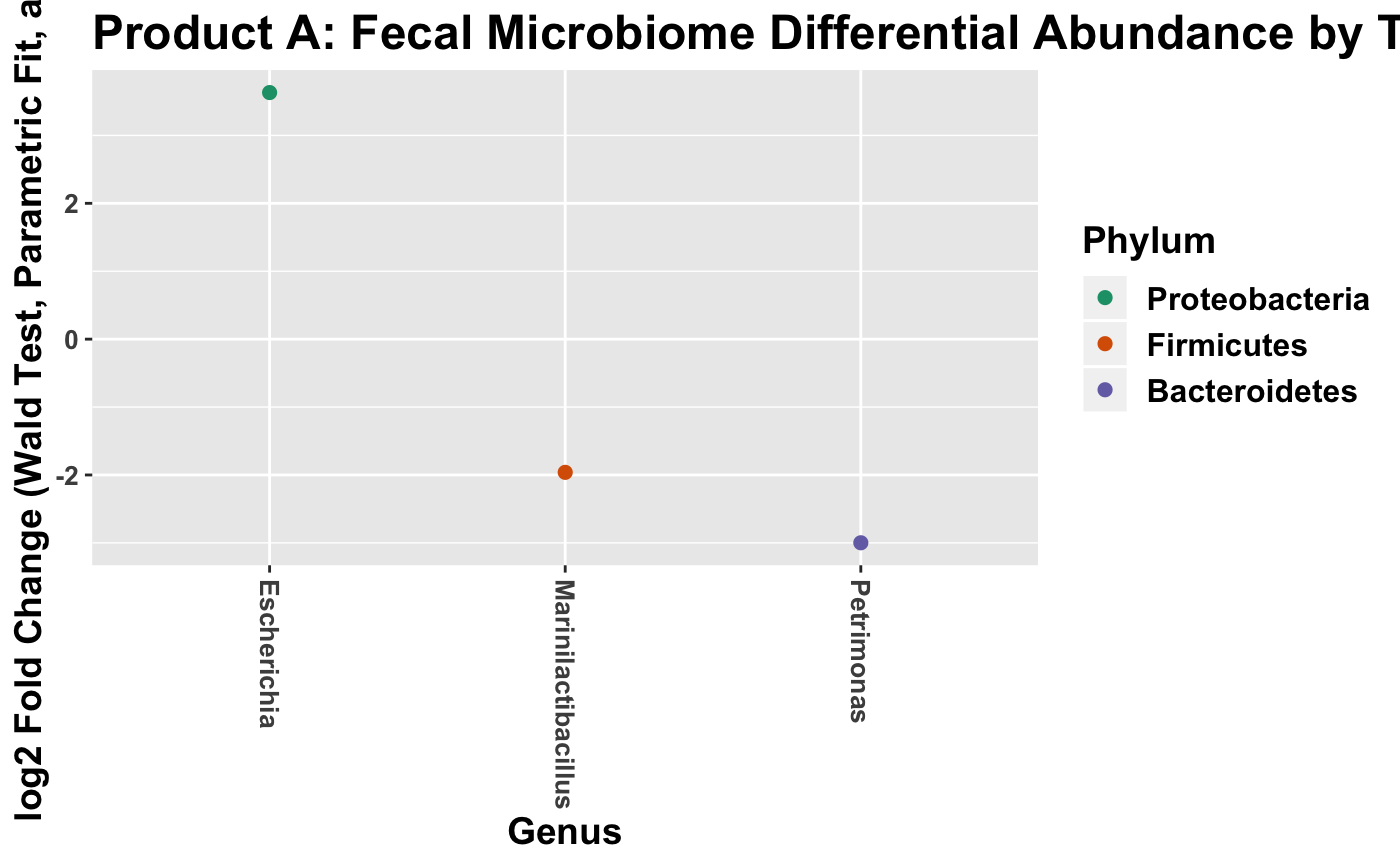 Product A: Fecal Microbiome Differential Abundance by T
log2 Fold Change (Wald Test, Parametric Fit, a
2
0
-2
Escherichia
Marinilactibacillus
Petrimonas
Genus
Phylum
Proteobacteria
Firmicutes
Bacteroidetes